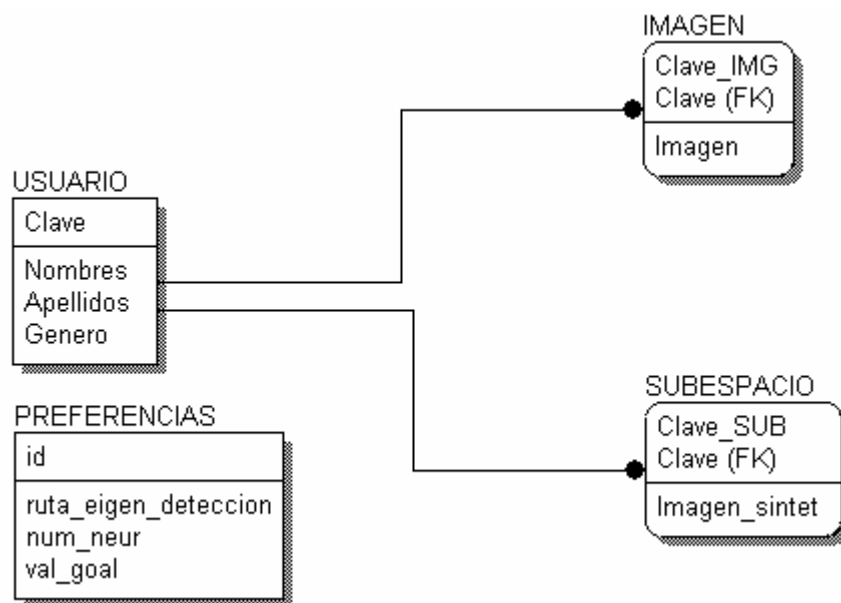 IMAGEN
Clave_IMG
Clave (FK)
Imagen
USUARIO
Clave
Nombres
Apellidos
Genero
SUBESPACIO
Clave_SUB
Clave (FK)
Imagen_sintet
PREFERENCIAS
id
ruta_eigen_deteccion
num_neur
val_goal